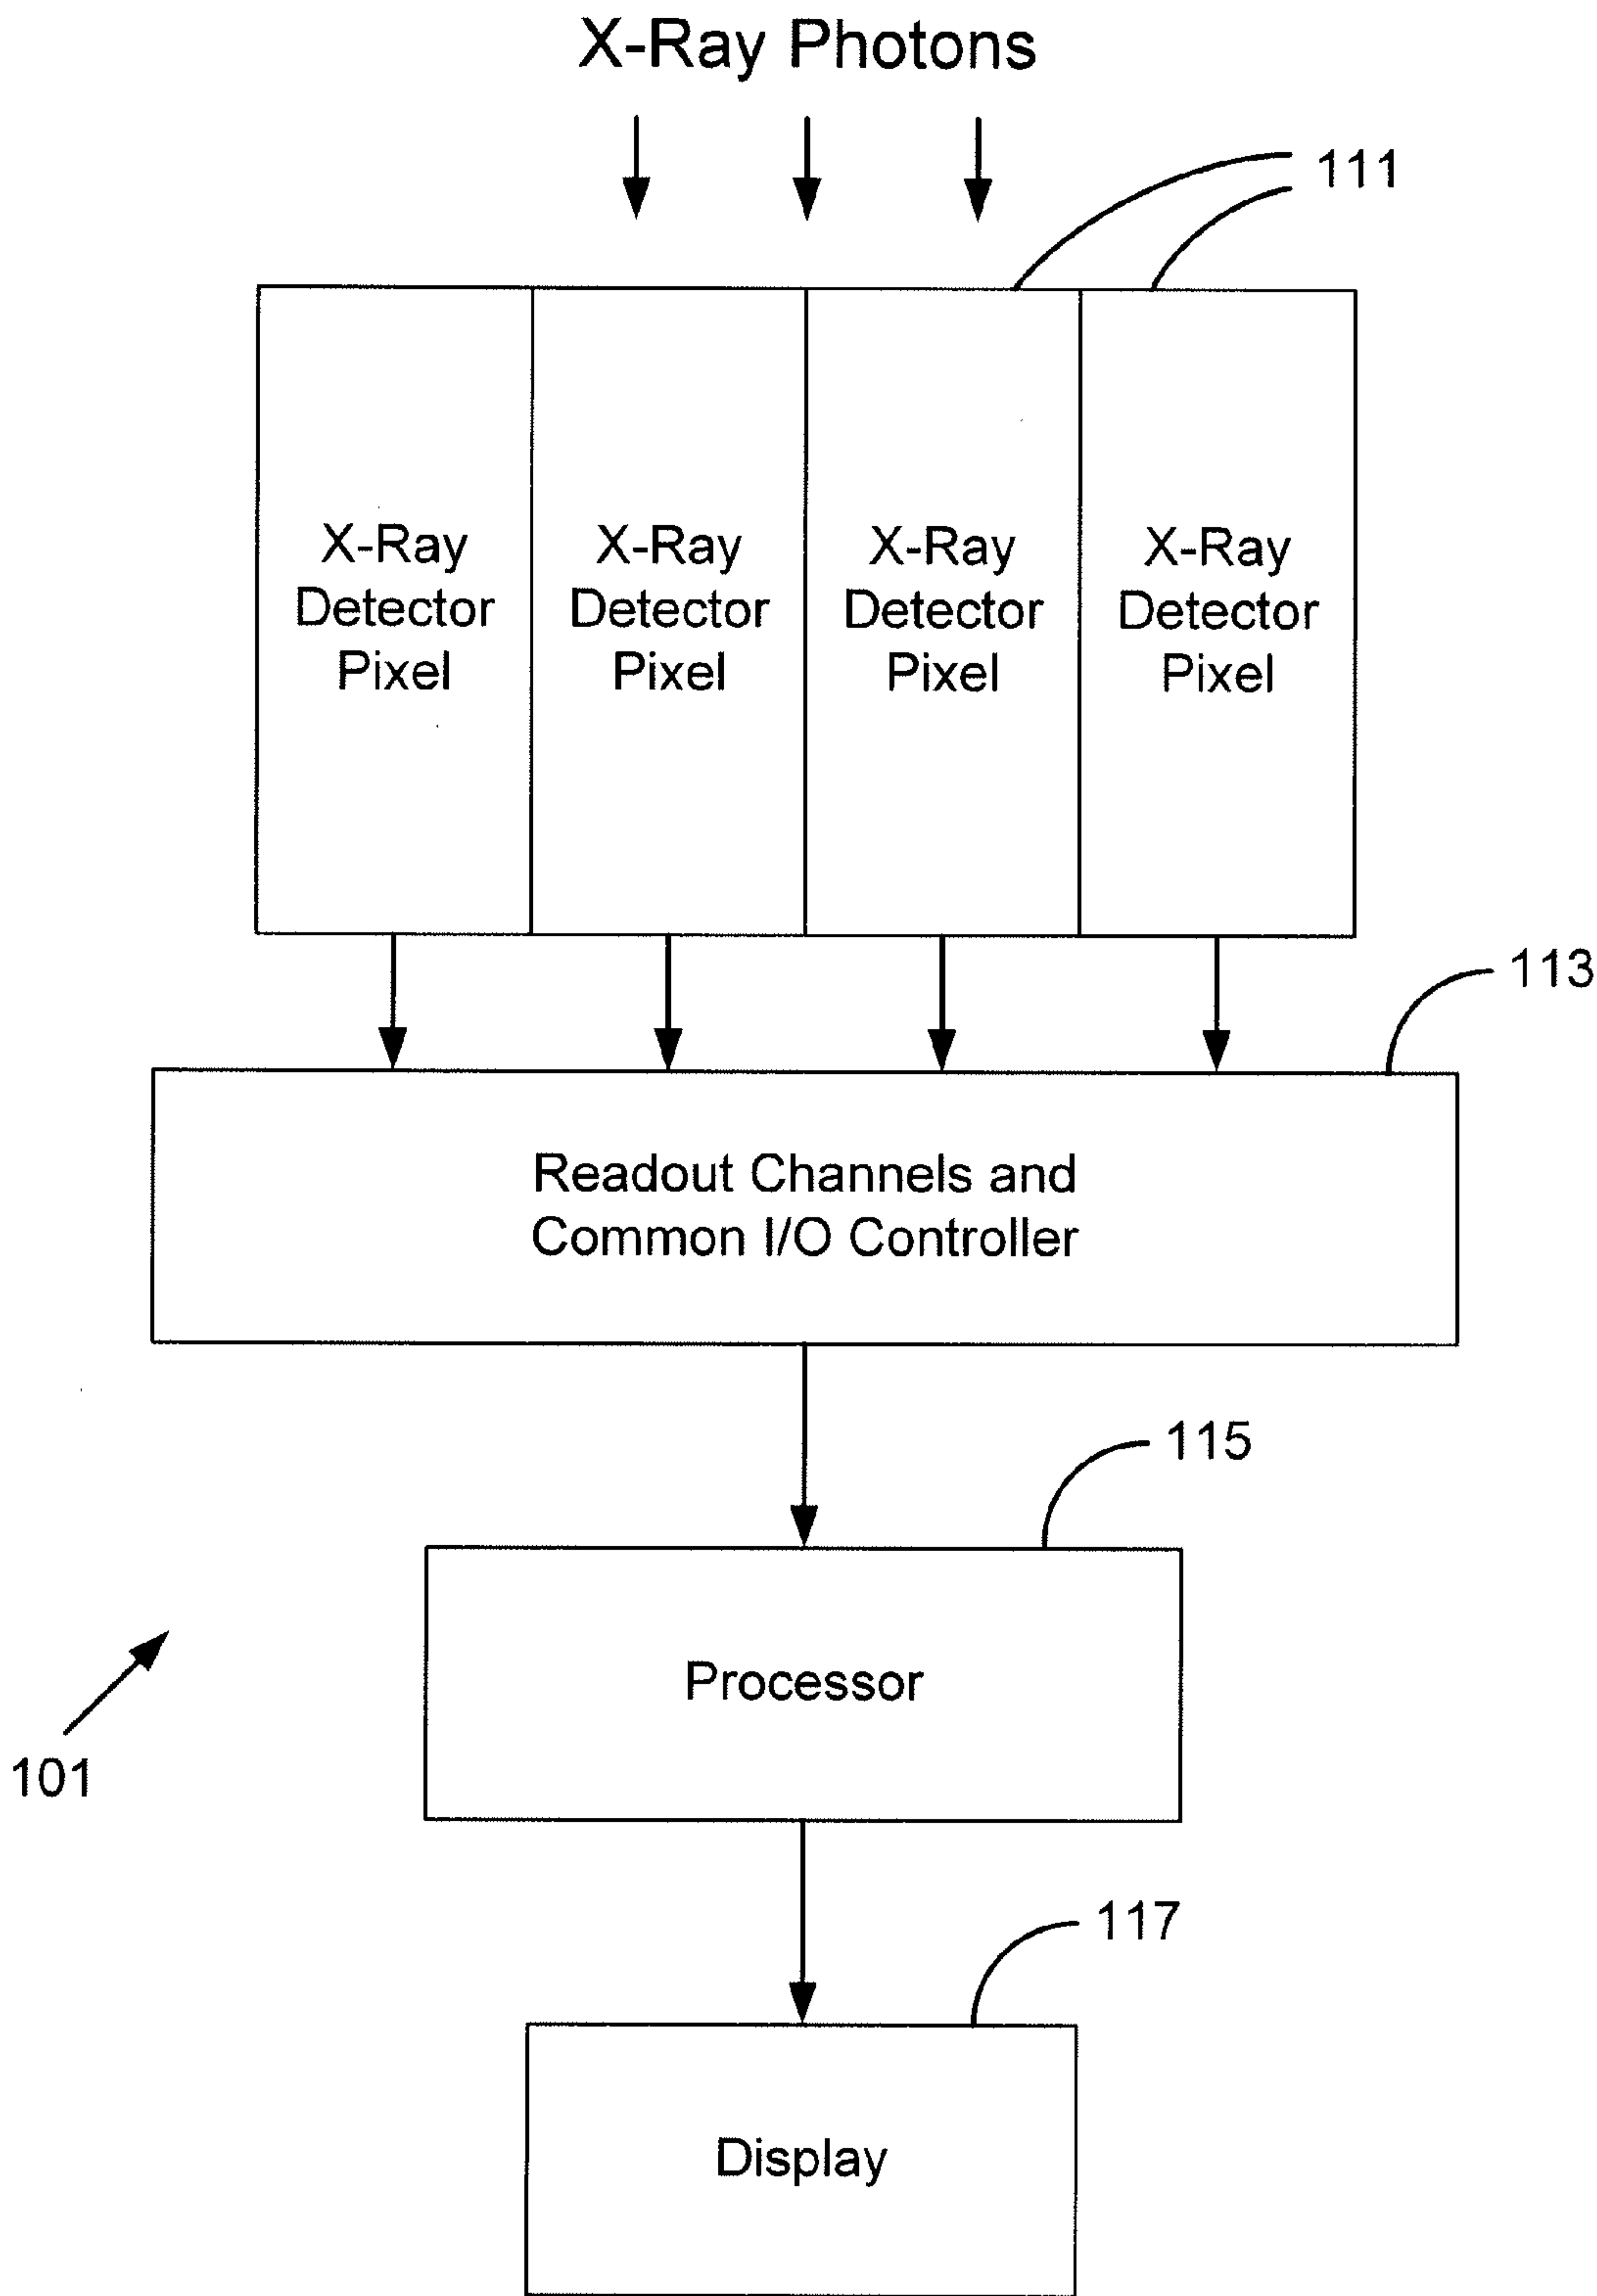 X-Ray Photons
111
X-Ray
Detector
Pixel
X-Ray
Detector
Pixel
X-Ray
Detector
Pixel
X-Ray
Detector
Pixel
113
Readout Channels and
Common I/O Controller
115
Processor
101
117
Display